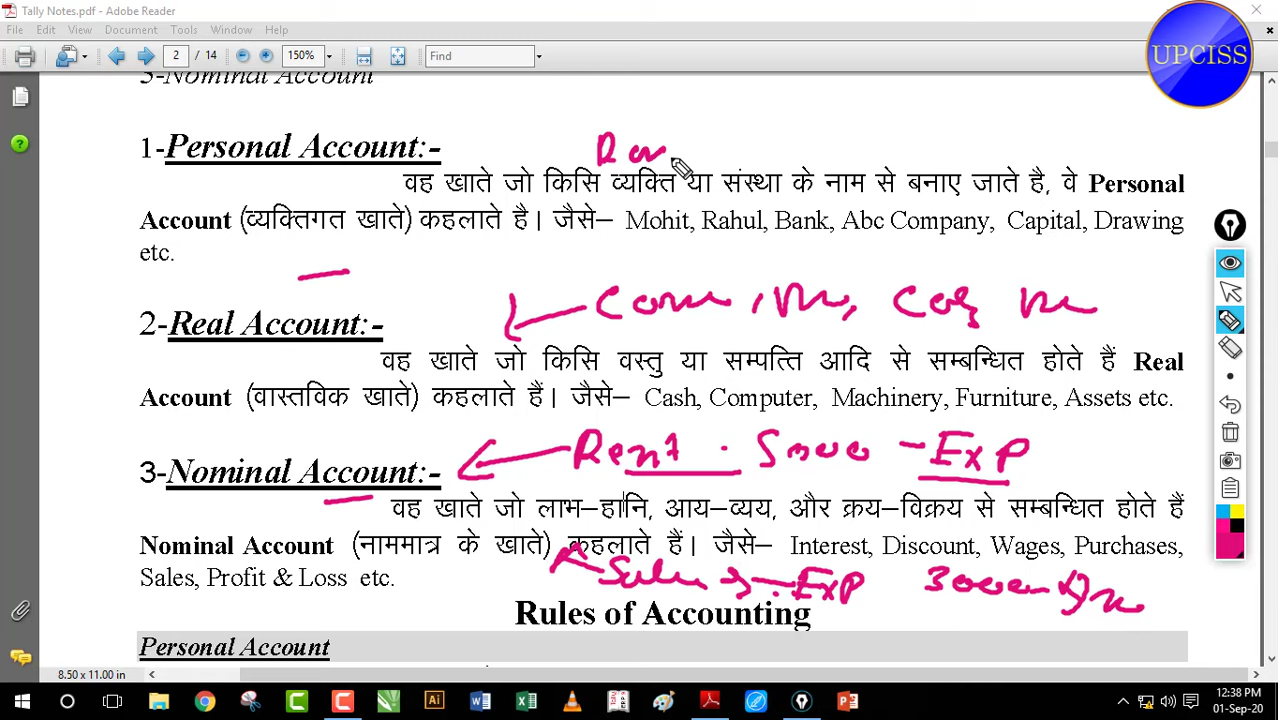 Tally Notes.pdf - Adobe Reader
File Edit View Document Tools Window Help
2 / 14 150% Find
UPCISS
3-Nominal Account
1-Personal Account:-
वह खाते जो किसि व्यक्ति या संस्था के नाम से बनाए जाते है, वे Personal
Account (व्यक्तिगत खाते) कहलाते है। जैसे– Mohit, Rahul, Bank, Abc Company, Capital, Drawing
etc.
2-Real Account:-
वह खाते जो किसि वस्तु या सम्पत्ति आदि से सम्बन्धित होते हैं Real
Account (वास्तविक खाते) कहलाते हैं। जैसे– Cash, Computer, Machinery, Furniture, Assets etc.
Rent Exp
3-Nominal Account:-
वह खाते जो लाभ–हानि, आय–व्यय, और क्रय–विक्रय से सम्बन्धित होते हैं
Nominal Account (नाममात्र के खाते) कहलाते हैं। जैसे– Interest, Discount, Wages, Purchases,
Sales, Profit & Loss etc.
Exp
Rules of Accounting
Personal Account
8.50 x 11.00 in
12:38 PM
01-Sep-20